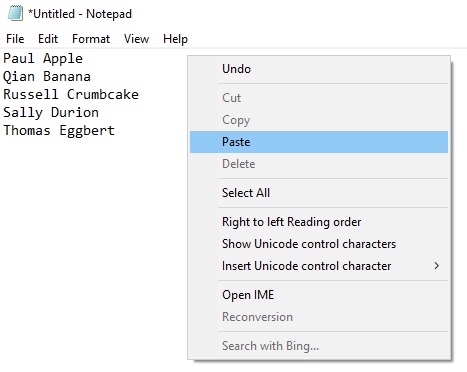 *Untitled - Notepad
File Edit Format View Help
Paul Apple
Qian Banana
Russell Crumbcake
Sally Durion
Thomas Eggbert
Undo
Cut
Copy
Paste
Delete
Select All
Right to left Reading order
Show Unicode control characters
Insert Unicode control character
Open IME
Reconversion
Search with Bing...